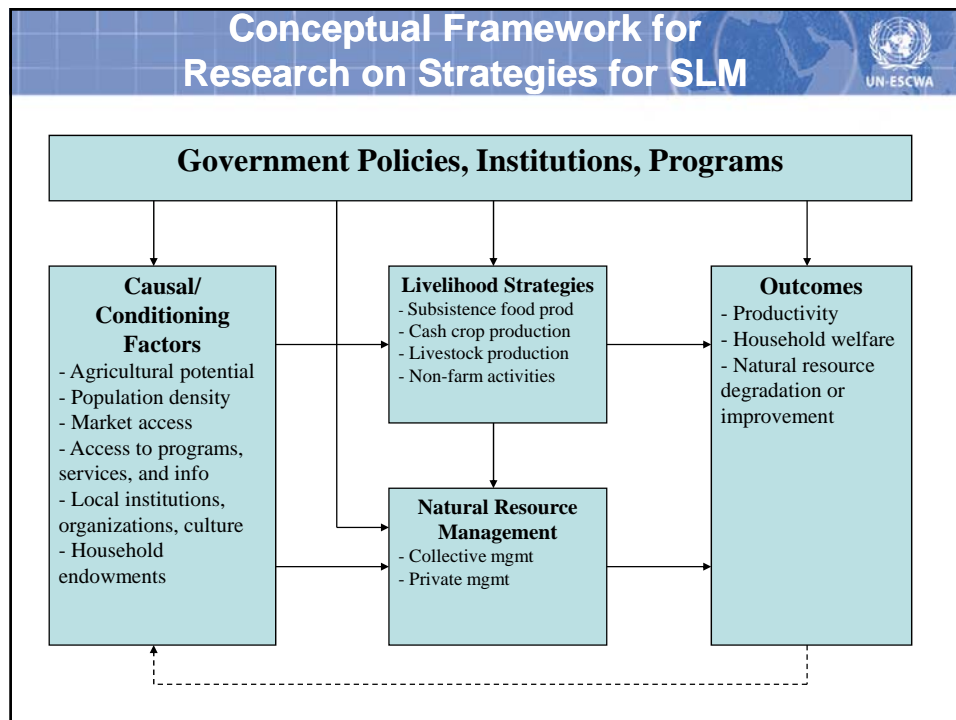 Conceptual Framework for
Research on Strategies for SLM
UN-ESCWA
Government Policies, Institutions, Programs
Causal/
Conditioning
Factors
- Agricultural potential
- Population density
- Market access
- Access to programs,
services, and info
- Local institutions,
organizations, culture
- Household
endowments
Livelihood Strategies
- Subsistence food prod
- Cash crop production
- Livestock production
- Non-farm activities
Natural Resource
Management
- Collective mgmt
- Private mgmt
Outcomes
- Productivity
- Household welfare
- Natural resource
degradation or
improvement